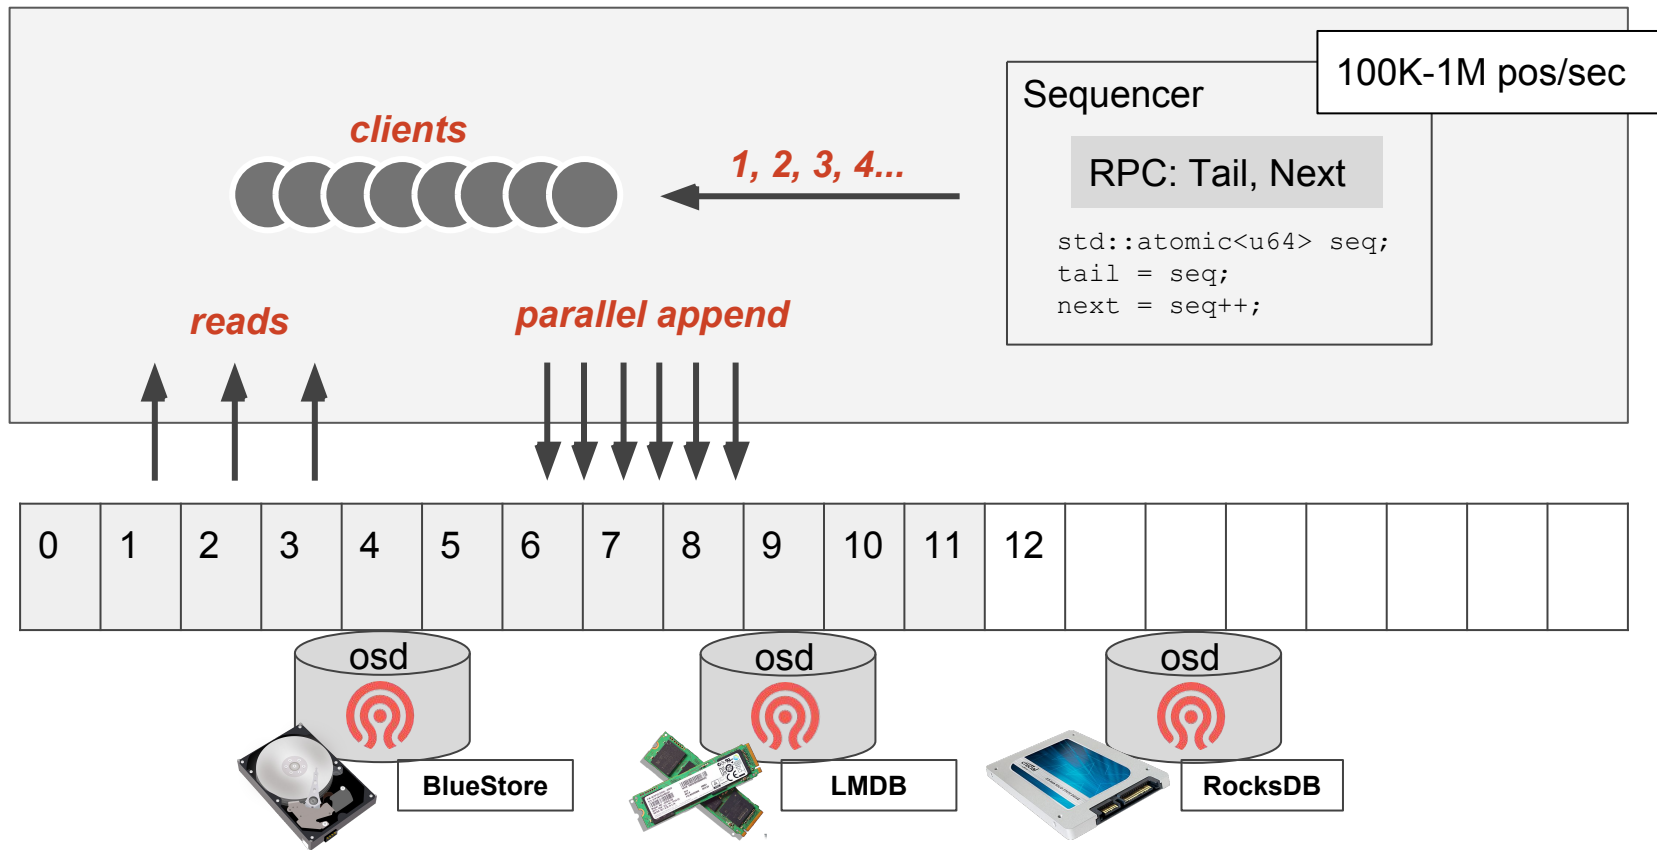 100K-1M pos/sec
Sequencer
clients
1, 2, 3, 4...
RPC: Tail, Next
std::atomic<u64> seq;
tail = seq;
next = seq++;
reads
parallel append
0 1 2 3 4 5 6 7 8 9 10 11 12
osd osd osd
BlueStore LMDB RocksDB